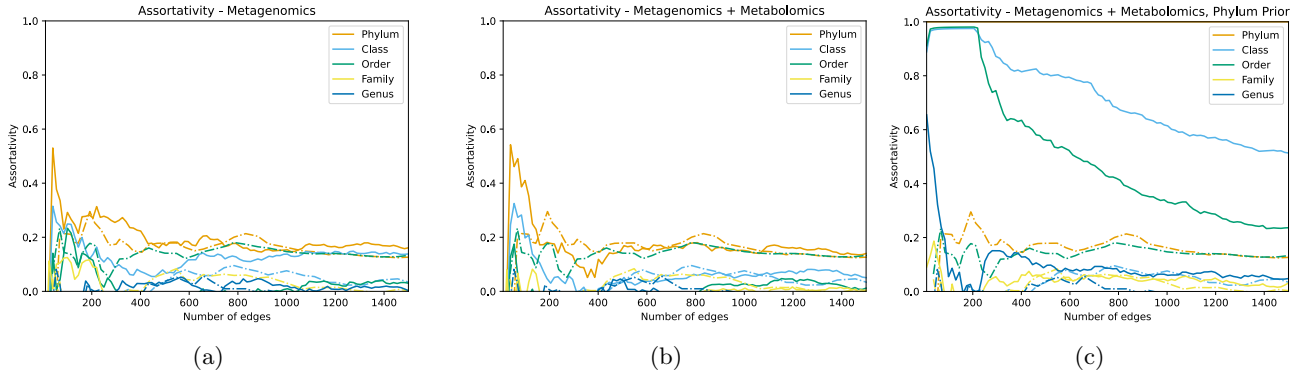 Assortativity - Metagenomics
1.0
0.8
0.6
0.4
0.2
0.0
Assortativity
Phylum
Class
Order
Family
Genus
200 400 600 800 1000 1200 1400
Number of edges
(a)
Assortativity - Metagenomics + Metabolomics
1.0
0.8
0.6
0.4
0.2
0.0
Assortativity
Phylum
Class
Order
Family
Genus
200 400 600 800 1000 1200 1400
Number of edges
(b)
Assortativity - Metagenomics + Metabolomics, Phylum Prior
1.0
0.8
0.6
0.4
0.2
0.0
Assortativity
Phylum
Class
Order
Family
Genus
200 400 600 800 1000 1200 1400
Number of edges
(c)